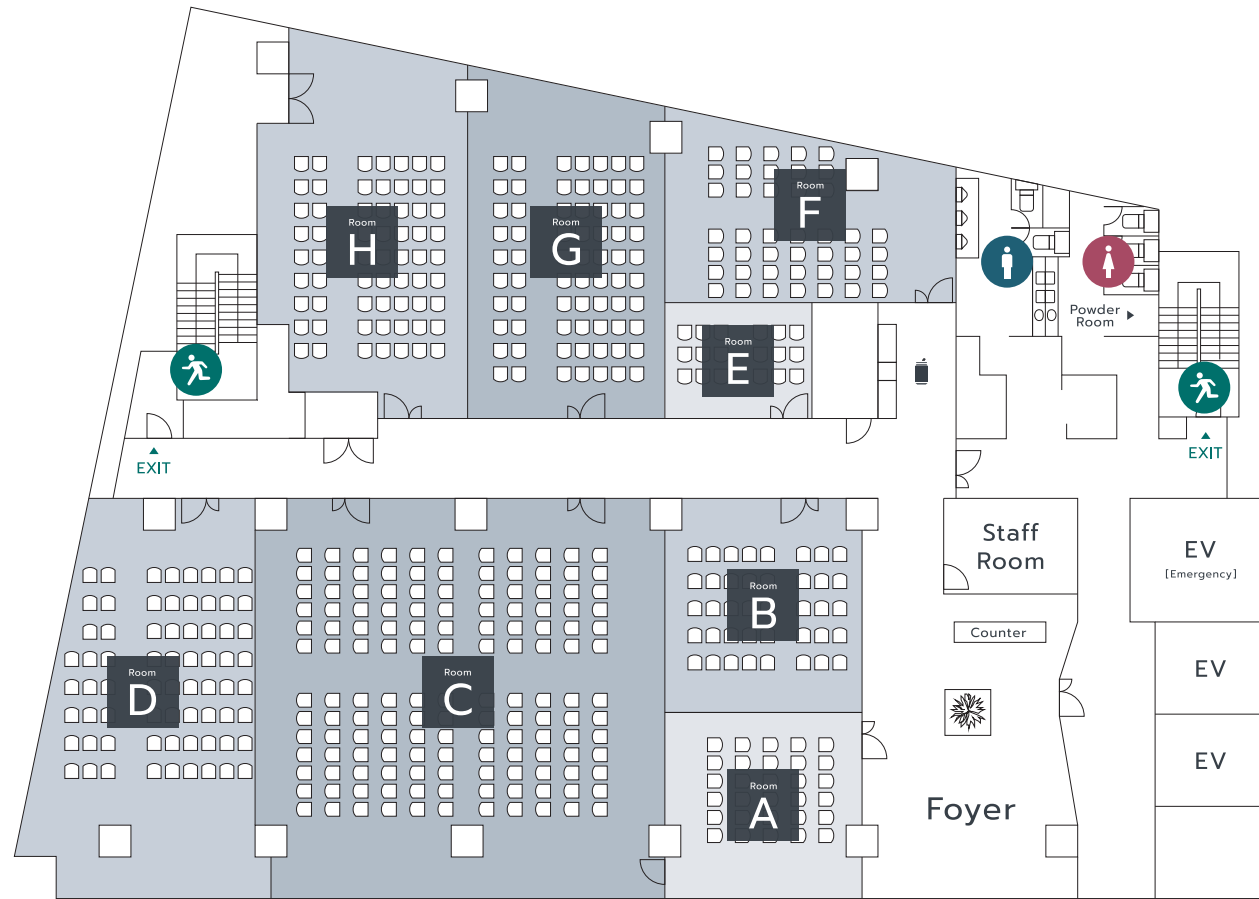 Room
H
Room
G
Room
F
Room
E
Powder
Room
EXIT
EXIT
Staff
Room
EV
[Emergency]
Room
B
Counter
Room
D
Room
C
EV
EV
Room
A
Foyer